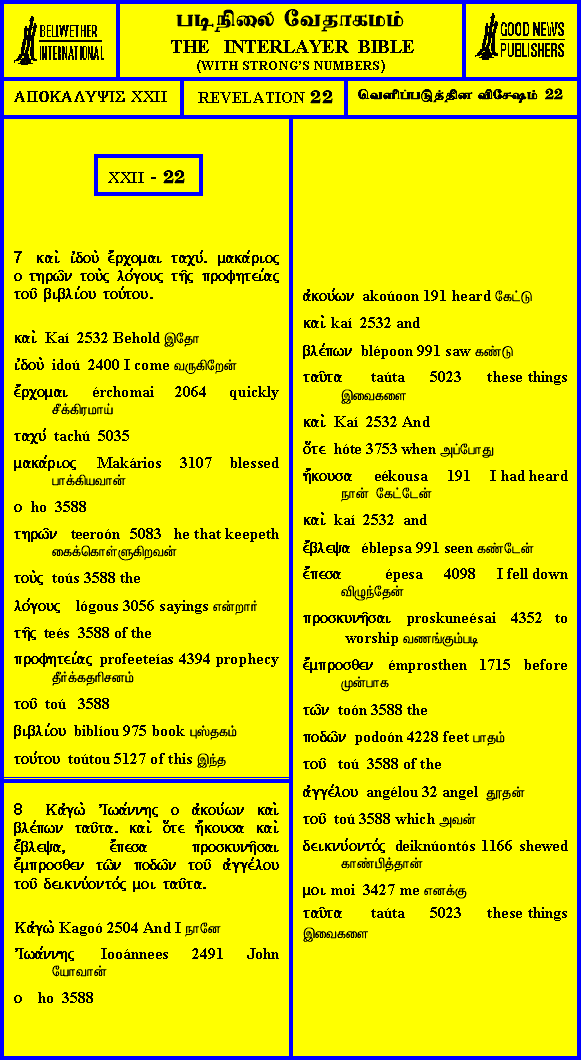 BELLWETHER
INTERNATIONAL
படிநிலை வேதாகமம்
THE INTERLAYER BIBLE
(WITH STRONG'S NUMBERS)
GOOD NEWS
PUBLISHERS
ΑΠΟΚΑΛΥΨΙΣ XXII
REVELATION 22
வெளிப்படுத்தின விசேஷம் 22
XXII - 22
7 καὶ ἰδοὺ ἔρχομαι ταχύ. μακάριος
ο τηρῶν τοὺς λόγους τῆς προφητείας
τοῦ βιβλίου τούτου.
καὶ Kaí 2532 Behold இதோ
ἰδοὺ idoú 2400 I come வருகிறேன்
ἔρχομαι érchomai 2064 quickly
சீக்கிரமாய்
ταχύ tachú 5035
μακάριος Makários 3107 blessed
பாக்கியவான்
ο ho 3588
τηρῶν teeroón 5083 he that keepeth
கைக்கொள்ளுகிறவன்
τοὺς toús 3588 the
λόγους lógous 3056 sayings என்றார்
τῆς teés 3588 of the
προφητείας profeeteías 4394 prophecy
தீர்க்கதரிசனம்
τοῦ toú 3588
βιβλίου biblíou 975 book புஸ்தகம்
τούτου toútou 5127 of this இந்த
8 Κἀγὼ Ἰωάννης ο ἀκούων καὶ
βλέπων ταῦτα. καὶ ὅτε ἤκουσα καὶ
ἔβλεψα, ἔπεσα προσκυνῆσαι
ἔμπροσθεν τῶν ποδῶν τοῦ ἀγγέλου
τοῦ δεικνύοντός μοι ταῦτα.
Κἀγὼ Kagoó 2504 And I நானே
Ἰωάννης Iooánnees 2491 John
யோவான்
ο ho 3588
ἀκούων akoúoon 191 heard கேட்டு
καὶ kaí 2532 and
βλέπων blépoon 991 saw கண்டு
ταῦτα taúta 5023 these things
இவைகளை
καὶ Kaí 2532 And
ὅτε hóte 3753 when அப்போது
ἤκουσα eékousa 191 I had heard
நான் கேட்டேன்
καὶ kaí 2532 and
ἔβλεψα éblepsa 991 seen கண்டேன்
ἔπεσα épesa 4098 I fell down
விழுந்தேன்
προσκυνῆσαι proskuneésai 4352 to
worship வணங்கும்படி
ἔμπροσθεν émprosthen 1715 before
முன்பாக
τῶν toón 3588 the
ποδῶν podoón 4228 feet பாதம்
τοῦ toú 3588 of the
ἀγγέλου angélou 32 angel தூதன்
τοῦ toú 3588 which அவன்
δεικνύοντός deiknúontós 1166 shewed
காண்பித்தான்
μοι moi 3427 me எனக்கு
ταῦτα taúta 5023 these things
இவைகளை